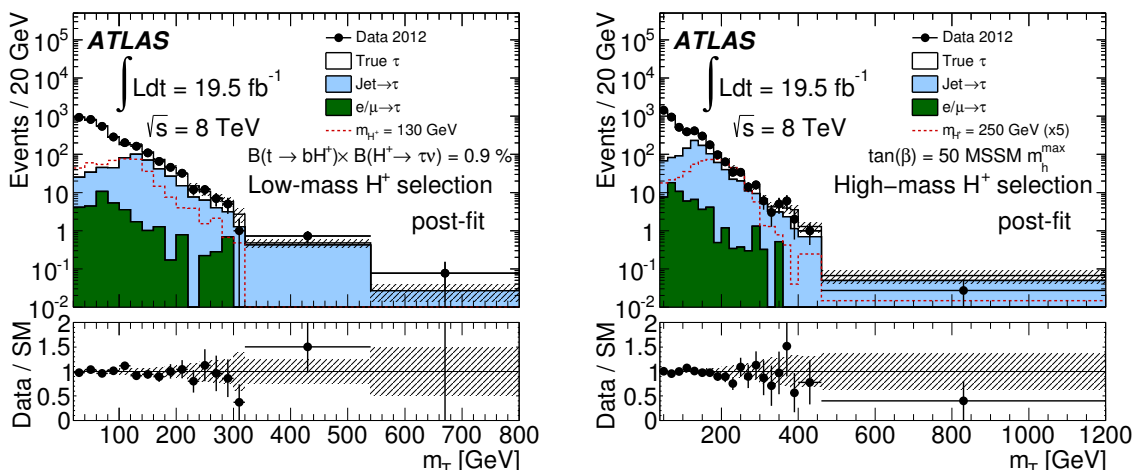 Events / 20 GeV
10⁵
10⁴
10³
10²
10
1
10⁻¹
10⁻²
ATLAS
∫ Ldt = 19.5 fb⁻¹
√s = 8 TeV
Data 2012
True τ
Jet→τ
e/μ→τ
m_H⁺ = 130 GeV
B(t → bH⁺)× B(H⁺→ τν) = 0.9 %
Low-mass H⁺ selection
post-fit
Data / SM
2
1.5
1
0.5
0
100 200 300 400 500 600 700 800
m_T [GeV]
Events / 20 GeV
10⁵
10⁴
10³
10²
10
1
10⁻¹
10⁻²
ATLAS
∫ Ldt = 19.5 fb⁻¹
√s = 8 TeV
Data 2012
True τ
Jet→τ
e/μ→τ
m_H⁺ = 250 GeV (x5)
tan(β) = 50 MSSM m_h^max
High−mass H⁺ selection
post-fit
Data / SM
2
1.5
1
0.5
0
200 400 600 800 1000 1200
m_T [GeV]